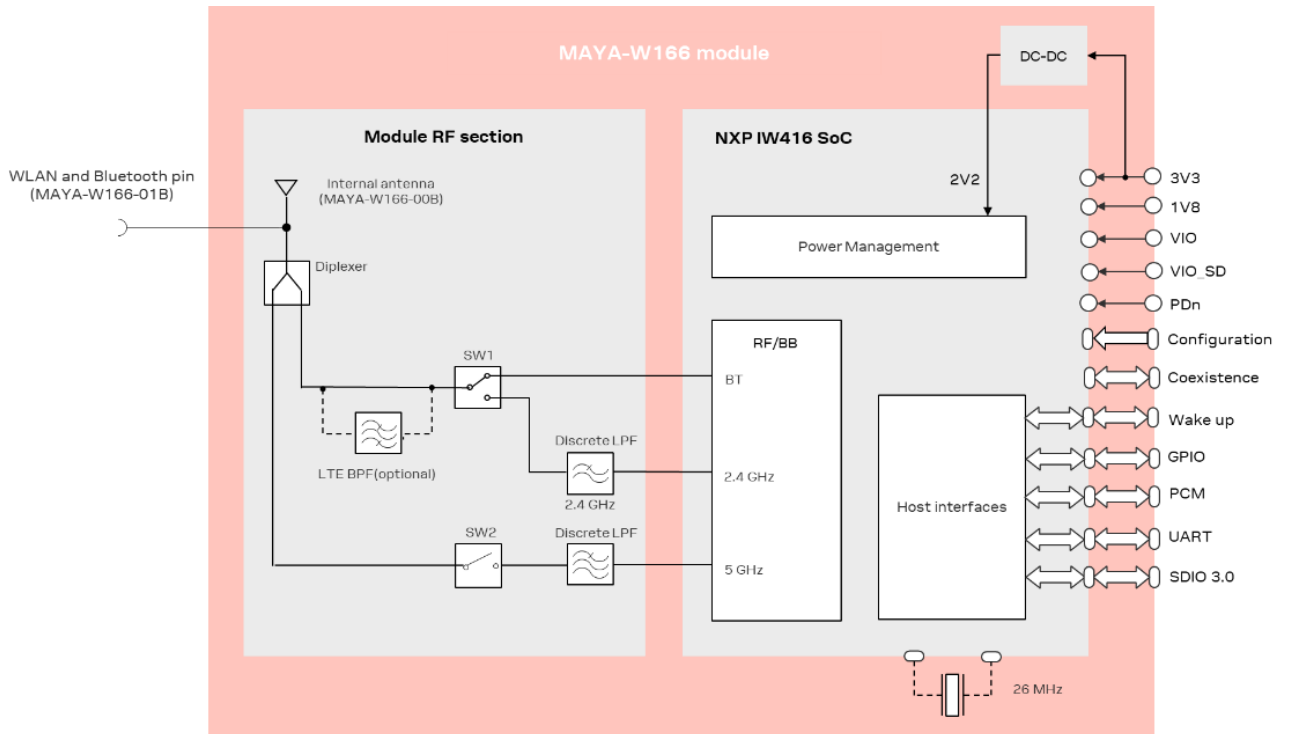 MAYA-W166 module
DC-DC
Module RF section
NXP IW416 SoC
WLAN and Bluetooth pin
(MAYA-W166-01B)
Internal antenna
(MAYA-W166-00B)
2V2
3V3
1V8
VIO
VIO_SD
PDn
Configuration
Coexistence
Wake up
GPIO
PCM
UART
SDIO 3.0
Power Management
Diplexer
RF/BB
SW1
BT
LTE BPF(optional)
Discrete LPF
2.4 GHz
2.4 GHz
Host interfaces
SW2
Discrete LPF
5 GHz
26 MHz